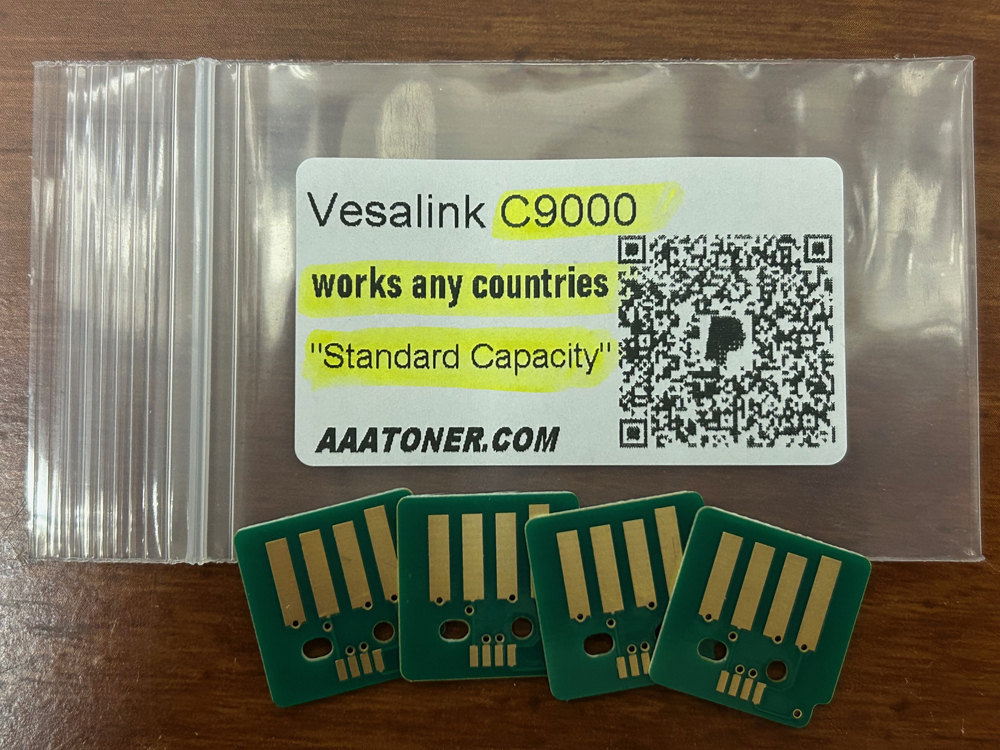 Vesalink C9000
works any countries
"Standard Capacity"
AAATONER.COM